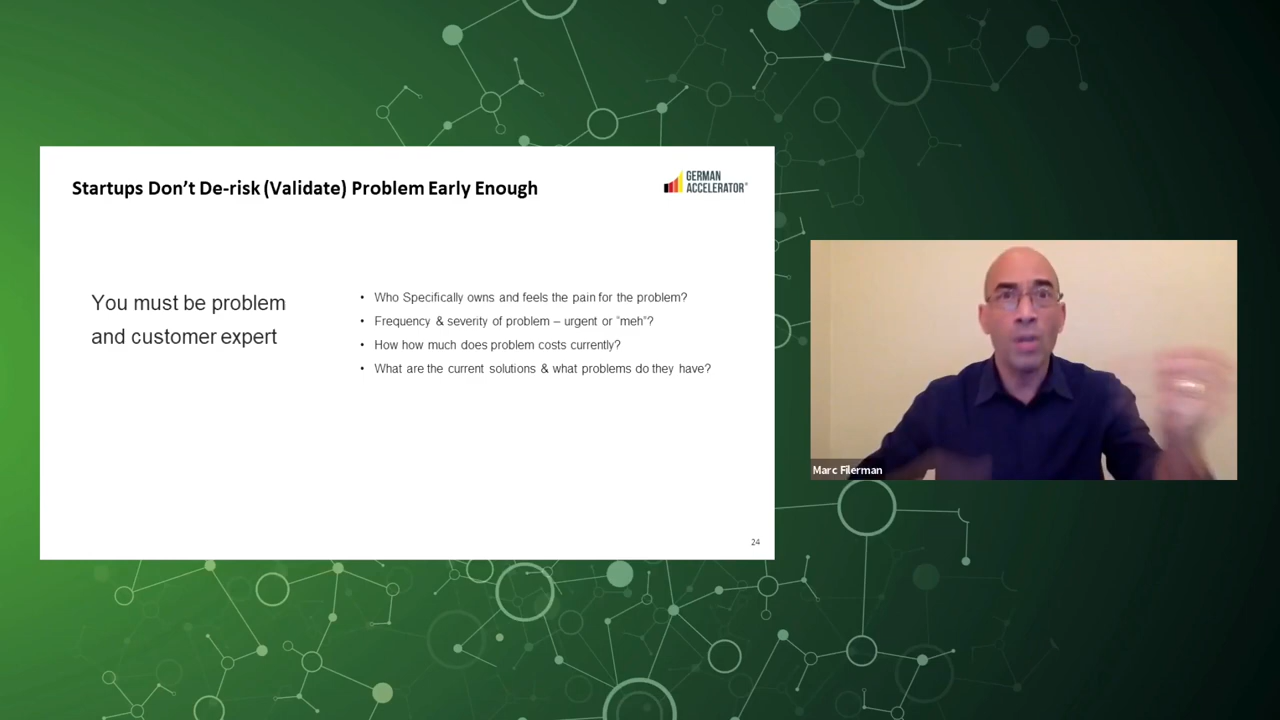 Startups Don't De-risk (Validate) Problem Early Enough
GERMAN
ACCELERATOR®
You must be problem
and customer expert
• Who Specifically owns and feels the pain for the problem?
• Frequency & severity of problem – urgent or "meh"?
• How how much does problem costs currently?
• What are the current solutions & what problems do they have?
24
Marc Filerman